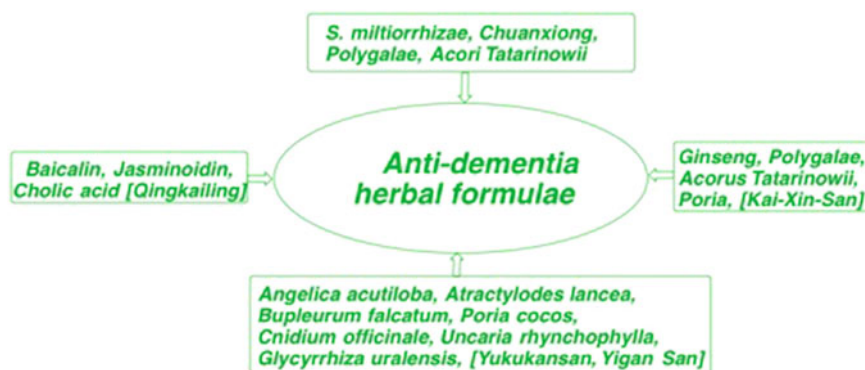 S. miltiorrhizae, Chuanxiong,
Polygalae, Acori Tatarinowii
Baicalin, Jasminoidin,
Cholic acid [Qingkailing]
Anti-dementia
herbal formulae
Ginseng, Polygalae,
Acorus Tatarinowii,
Poria, [Kai-Xin-San]
Angelica acutiloba, Atractylodes lancea,
Bupleurum falcatum, Poria cocos,
Cnidium officinale, Uncaria rhynchophylla,
Glycyrrhiza uralensis, [Yukukansan, Yigan San]